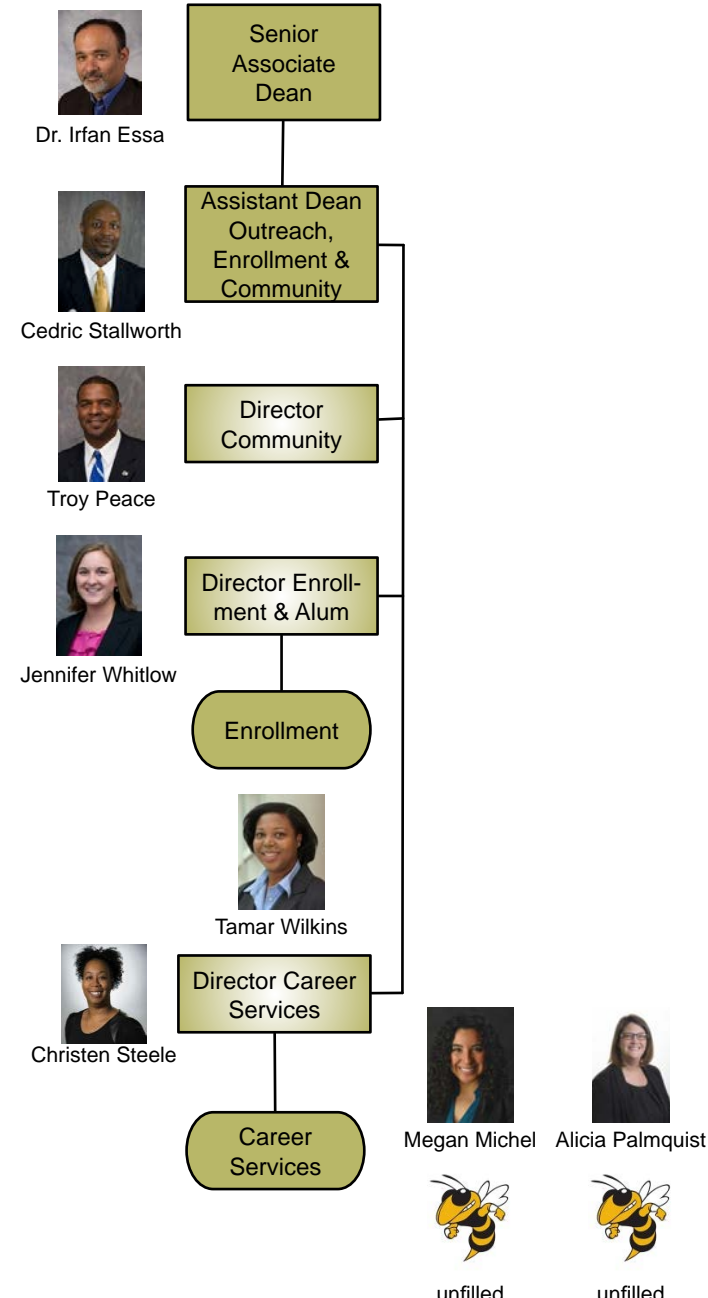 Senior
Associate
Dean
Dr. Irfan Essa
Assistant Dean
Outreach,
Enrollment &
Community
Cedric Stallworth
Director
Community
Troy Peace
Director Enroll-
ment & Alum
Jennifer Whitlow
Enrollment
Tamar Wilkins
Director Career
Services
Christen Steele
Career
Services
Megan Michel
Alicia Palmquist
unfilled
unfilled